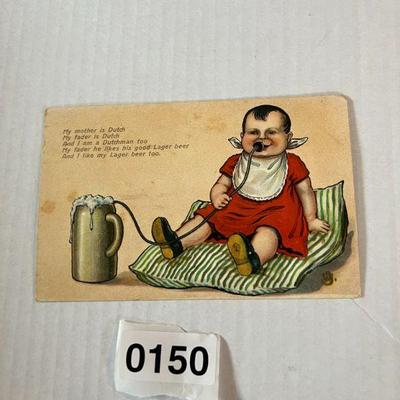 My mother is Dutch
My fader is Dutch
And I am a Dutchman too
My fader he likes his good Lager beer
And I like my Lager beer too.
0150